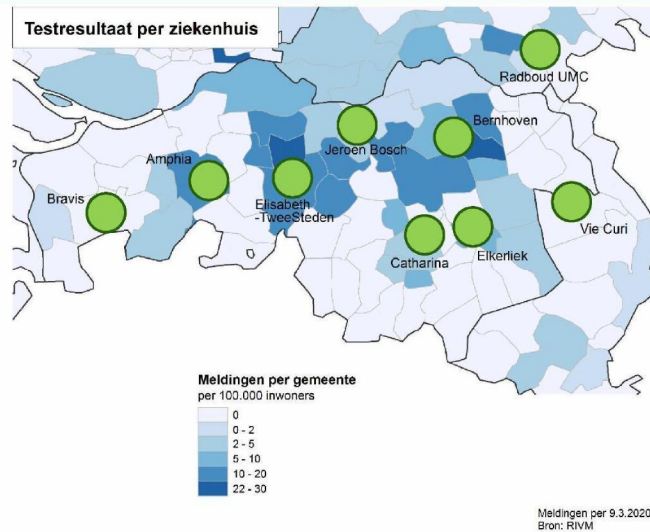 Testresultaat per ziekenhuis
Radboud UMC
Bernhoven
Jeroen Bosch
Amphia
Bravis
Elisabeth
-TweeSteden
Vie Curi
Catharina
Elkerliek
Meldingen per gemeente
per 100.000 inwoners
0
0 - 2
2 - 5
5 - 10
10 - 20
22 - 30
Meldingen per 9.3.2020
Bron: RIVM